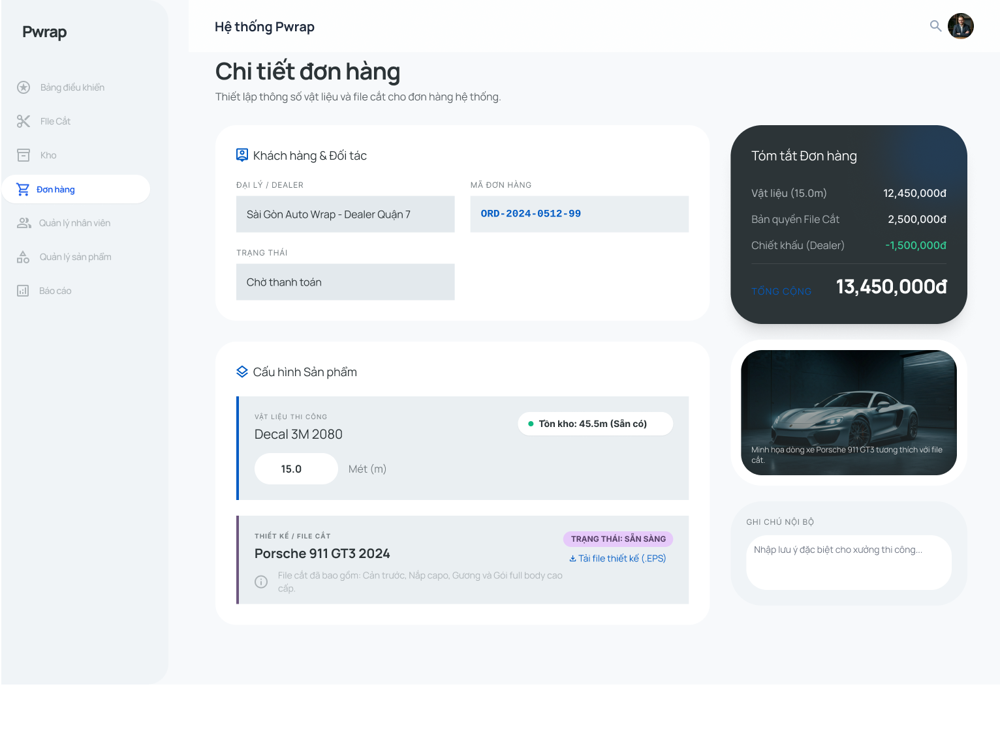 Pwrap
Bảng điều khiển
FIle Cắt
Kho
Đơn hàng
Quản lý nhân viên
Quản lý sản phẩm
Báo cáo
Hệ thống Pwrap
Chi tiết đơn hàng
Thiết lập thông số vật liệu và file cắt cho đơn hàng hệ thống.
Khách hàng & Đối tác
ĐẠI LÝ / DEALER
Sài Gòn Auto Wrap - Dealer Quận 7
MÃ ĐƠN HÀNG
ORD-2024-0512-99
TRẠNG THÁI
Chờ thanh toán
Cấu hình Sản phẩm
VẬT LIỆU THI CÔNG
Decal 3M 2080
Tồn kho: 45.5m (Sẵn có)
15.0
Mét (m)
THIẾT KẾ / FILE CẮT
Porsche 911 GT3 2024
TRẠNG THÁI: SẴN SÀNG
Tải file thiết kế (.EPS)
File cắt đã bao gồm: Cản trước, Nắp capo, Gương và Gói full body cao
cấp.
Tóm tắt Đơn hàng
Vật liệu (15.0m) 12,450,000đ
Bản quyền File Cắt 2,500,000đ
Chiết khấu (Dealer) -1,500,000đ
TỔNG CỘNG 13,450,000đ
Minh họa dòng xe Porsche 911 GT3 tương thích với file
cắt.
GHI CHÚ NỘI BỘ
Nhập lưu ý đặc biệt cho xưởng thi công...